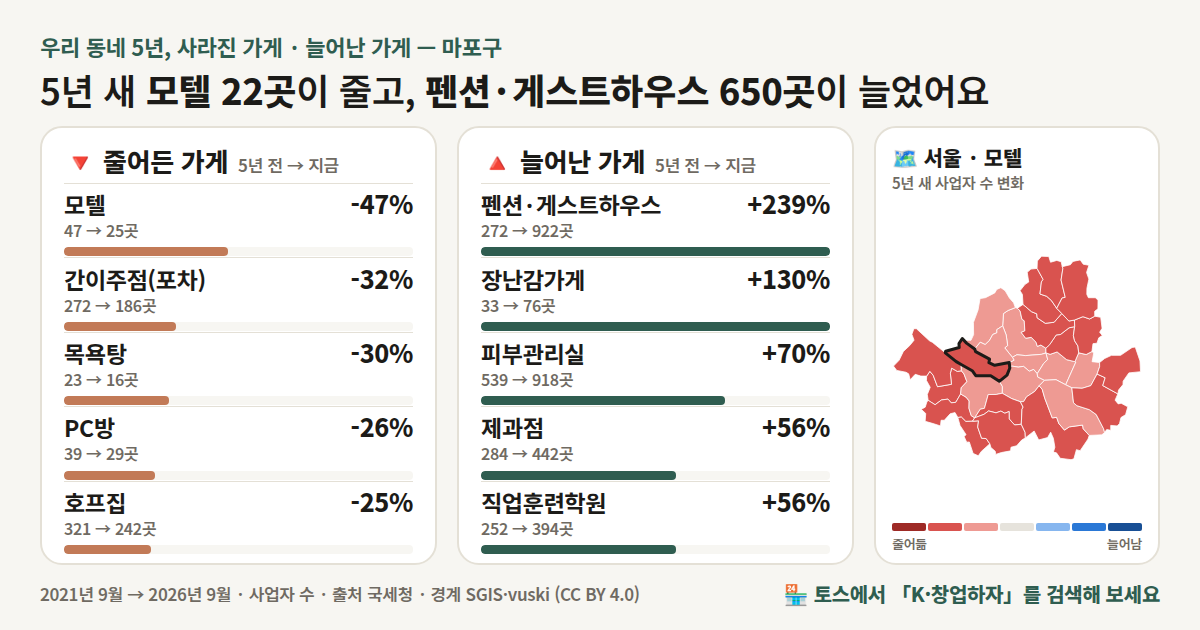 우리 동네 5년, 사라진 가게 · 늘어난 가게 — 마포구
5년 새 모텔 22곳이 줄고, 펜션·게스트하우스 650곳이 늘었어요
🔻 줄어든 가게 5년 전 → 지금
모텔 -47%
47 → 25곳
간이주점(포차) -32%
272 → 186곳
목욕탕 -30%
23 → 16곳
PC방 -26%
39 → 29곳
호프집 -25%
321 → 242곳
🔺 늘어난 가게 5년 전 → 지금
펜션·게스트하우스 +239%
272 → 922곳
장난감가게 +130%
33 → 76곳
피부관리실 +70%
539 → 918곳
제과점 +56%
284 → 442곳
직업훈련학원 +56%
252 → 394곳
🗺️ 서울 · 모텔
5년 새 사업자 수 변화
줄어듦 늘어남
2021년 9월 → 2026년 9월 · 사업자 수 · 출처 국세청 · 경계 SGIS·vuski (CC BY 4.0)
🏪 토스에서 「K·창업하자」를 검색해 보세요